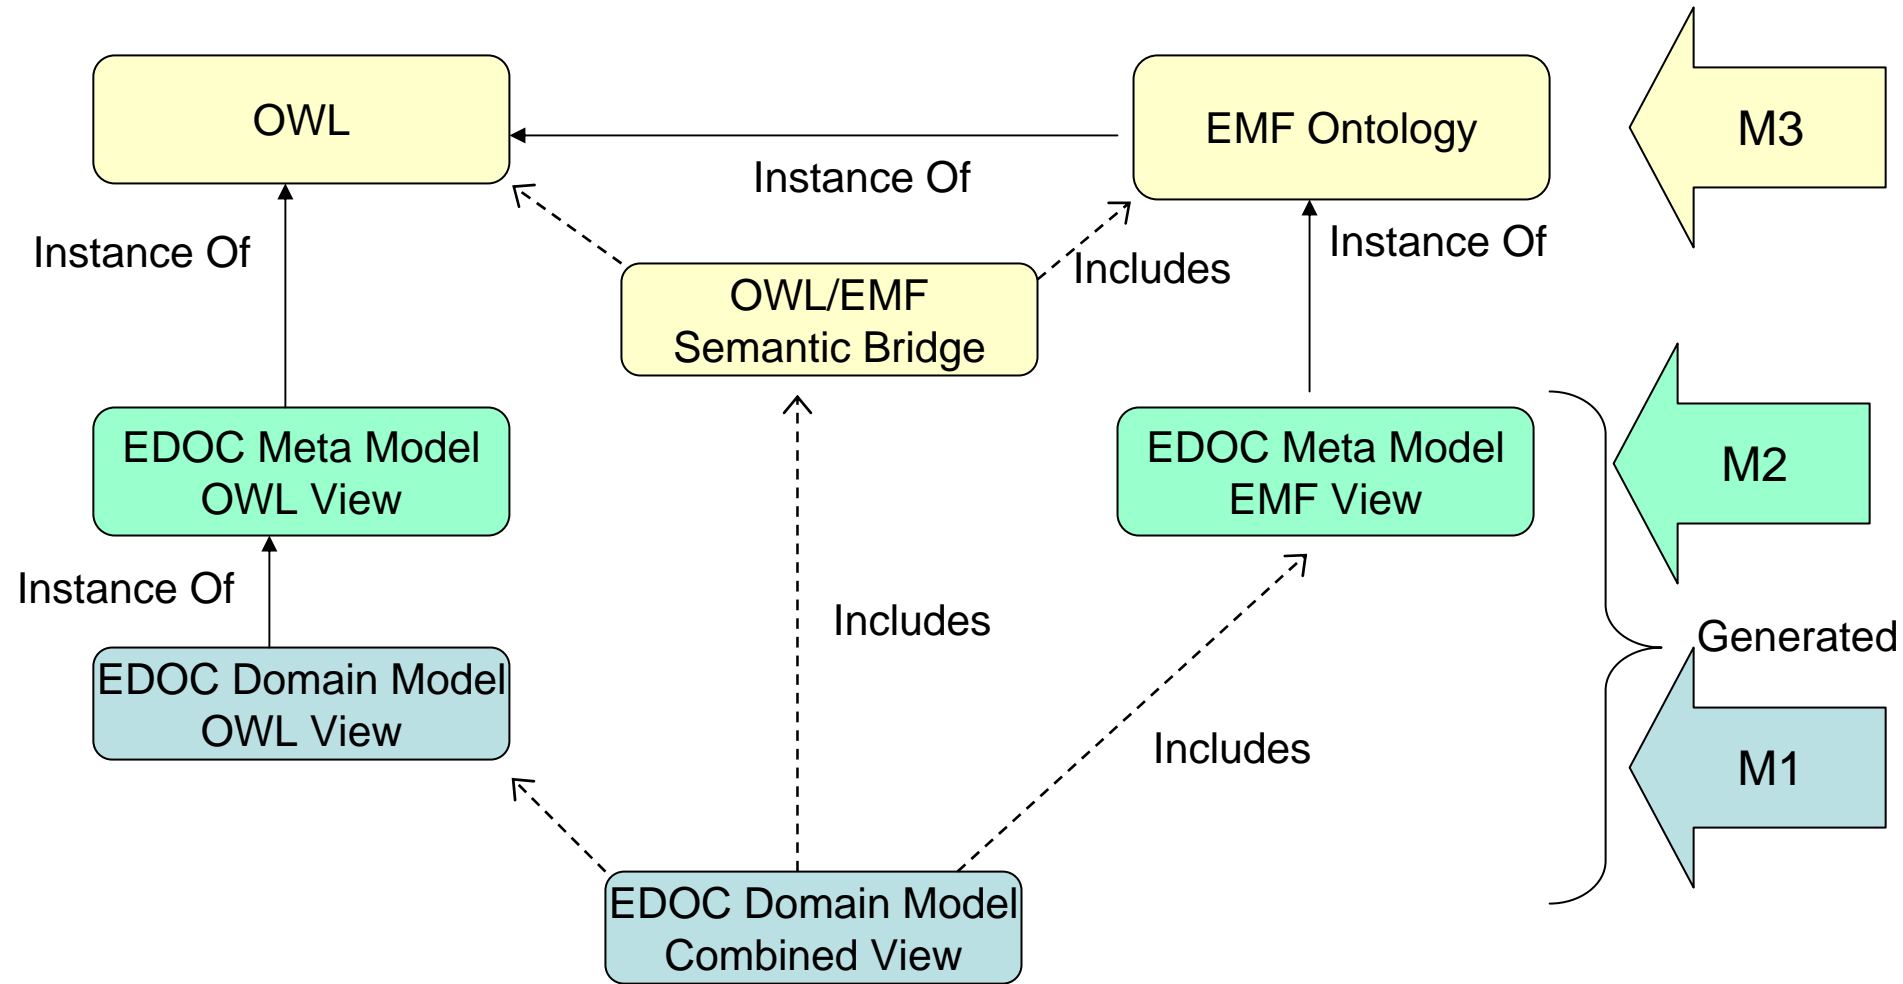 OWL
EMF Ontology
M3
Instance Of
Instance Of
Instance Of
Includes
OWL/EMF
Semantic Bridge
EDOC Meta Model
OWL View
EDOC Meta Model
EMF View
M2
Instance Of
Includes
Generated
EDOC Domain Model
OWL View
Includes
M1
EDOC Domain Model
Combined View